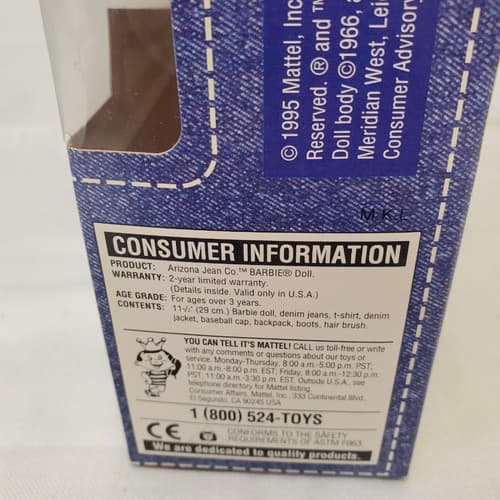 © 1995 Mattel, Inc
Reserved. ® and ™
Doll body ©1966,
Meridian West, Lei
Consumer Advisory
M.K.L.
CONSUMER INFORMATION
PRODUCT: Arizona Jean Co.™ BARBIE® Doll.
WARRANTY: 2-year limited warranty.
(Details inside. Valid only in U.S.A.)
AGE GRADE: For ages over 3 years.
CONTENTS: 11½" (29 cm.) Barbie doll, denim jeans, t-shirt, denim
jacket, baseball cap, backpack, boots, hair brush.
YOU CAN TELL IT'S MATTEL! CALL us toll-free or write
with any comments or questions about our toys or
service. Monday-Thursday, 8:00 a.m.-5:00 p.m. PST;
11:00 a.m.-8:00 p.m. EST; Friday, 8:00 a.m.-12:30 p.m.
PST; 11:00 a.m.-3:30 p.m. EST. Outside U.S.A., see
telephone directory for Mattel listing.
Consumer Affairs, Mattel, Inc., 333 Continental Blvd.,
El Segundo, CA 90245 USA
1 (800) 524-TOYS
CE CONFORMS TO THE SAFETY
REQUIREMENTS OF ASTM F963
We are dedicated to quality products.